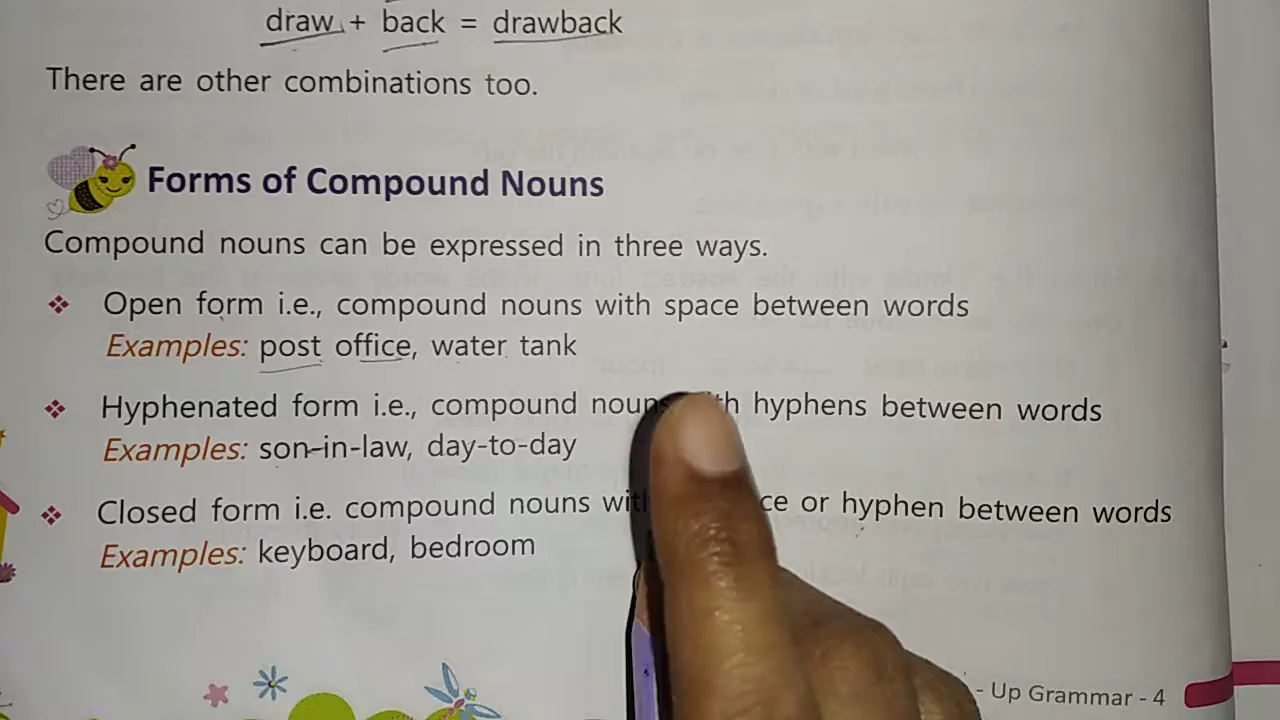 draw + back = drawback
There are other combinations too.
Forms of Compound Nouns
Compound nouns can be expressed in three ways.
Open form i.e., compound nouns with space between words
Examples: post office, water tank
Hyphenated form i.e., compound nouns with hyphens between words
Examples: son-in-law, day-to-day
Closed form i.e. compound nouns or hyphen between words
Examples: keyboard, bedroom
- Up Grammar - 4